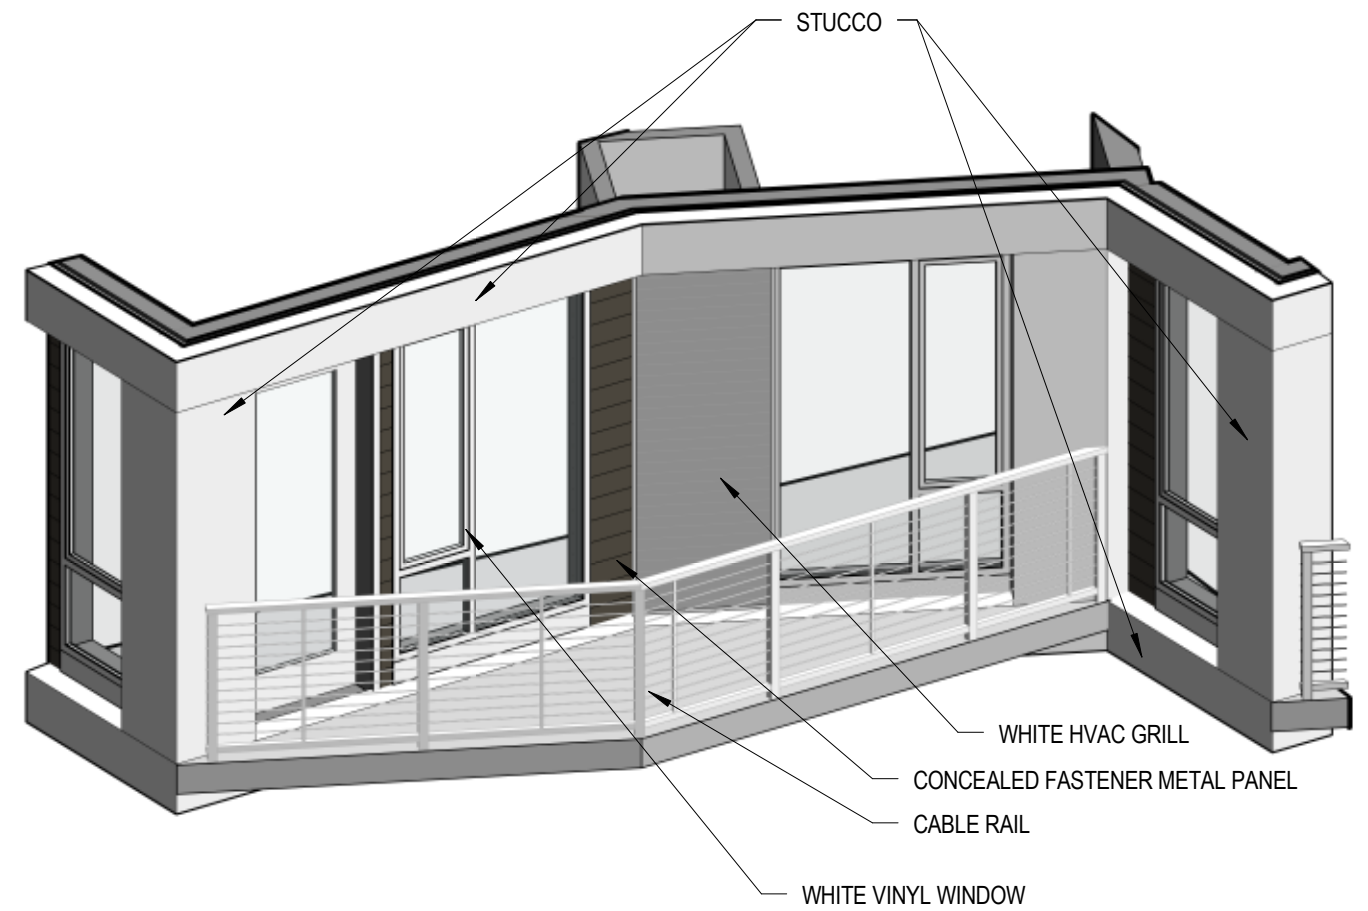 STUCCO
WHITE HVAC GRILL
CONCEALED FASTENER METAL PANEL
CABLE RAIL
WHITE VINYL WINDOW